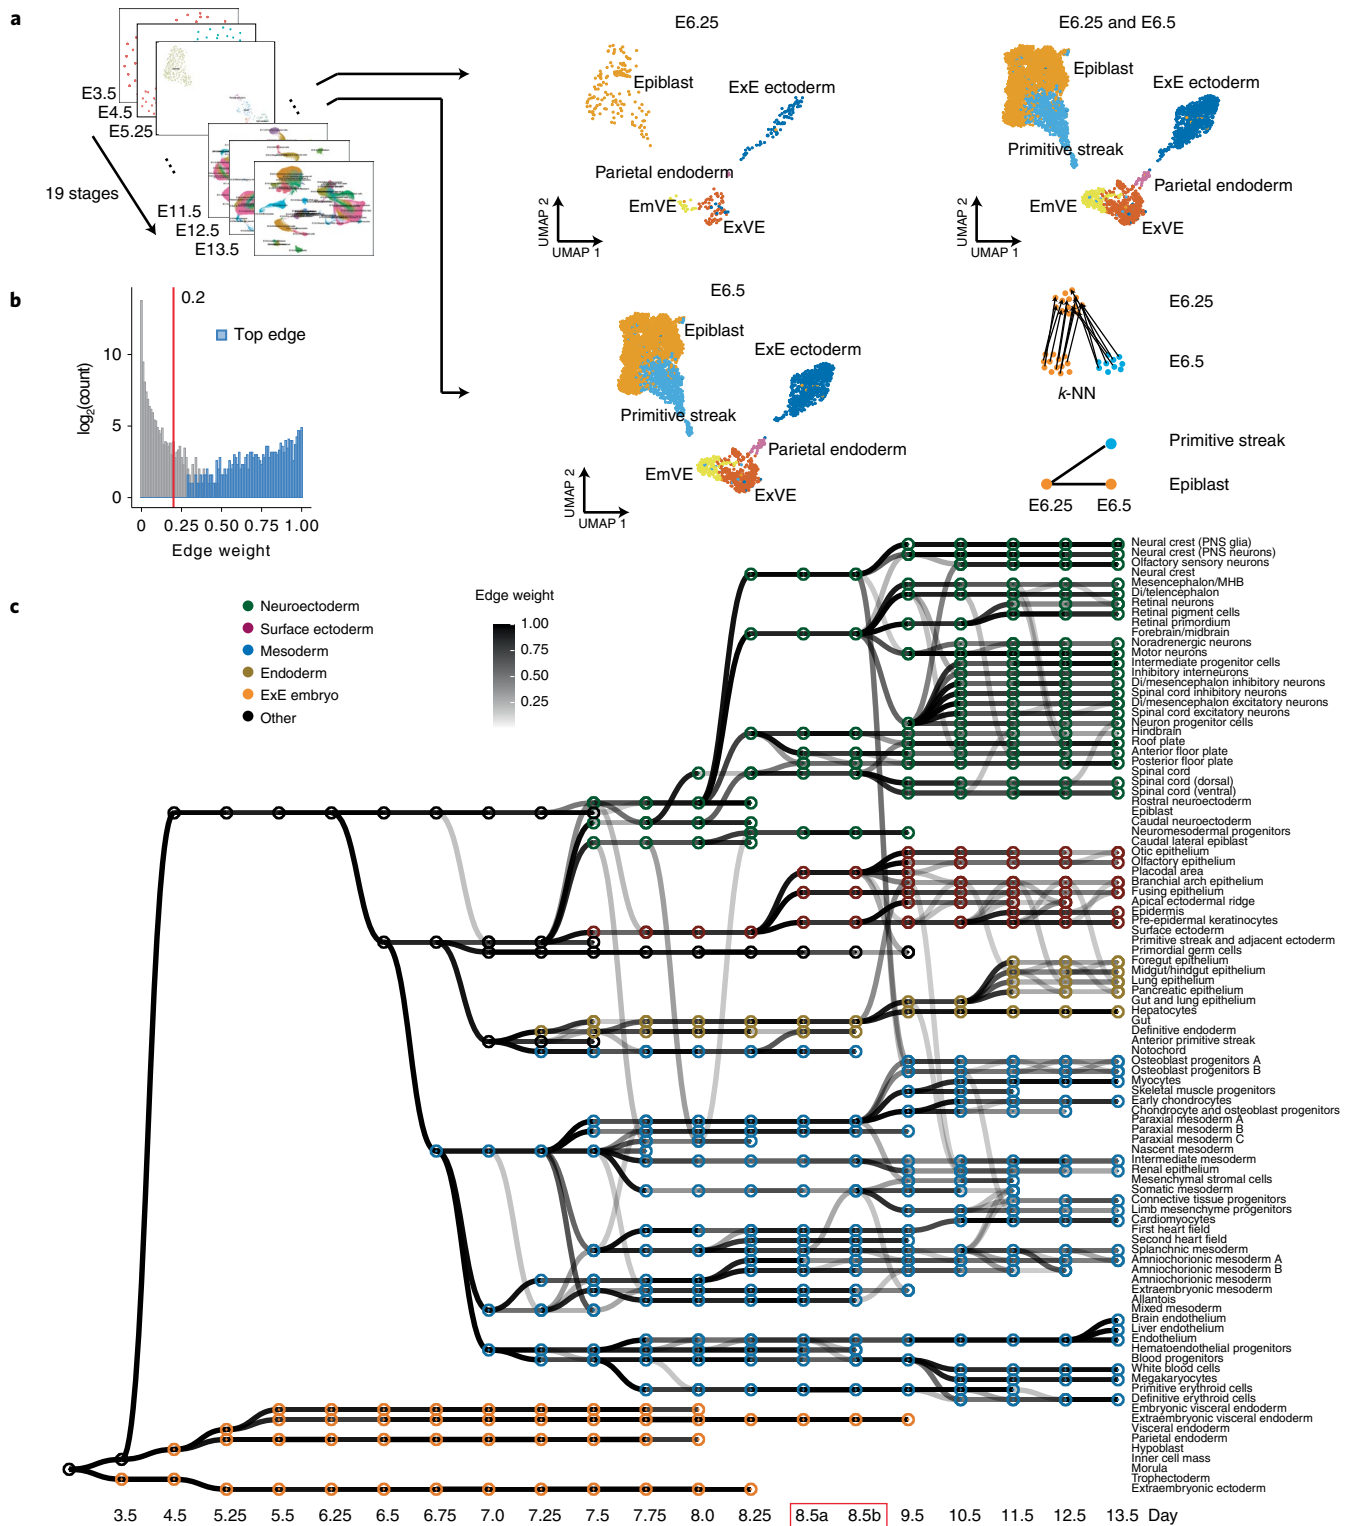 a
E3.5
E4.5
E5.25
19 stages
E11.5
E12.5
E13.5
E6.25
Epiblast
ExE ectoderm
Parietal endoderm
EmVE
ExVE
UMAP 2
UMAP 1
E6.25 and E6.5
Epiblast
ExE ectoderm
Primitive streak
Parietal endoderm
EmVE
ExVE
UMAP 2
UMAP 1
b
0.2
Top edge
log2(count)
10
5
0
0 0.25 0.50 0.75 1.00
Edge weight
E6.5
Epiblast
ExE ectoderm
Primitive streak
Parietal endoderm
EmVE
ExVE
UMAP 2
UMAP 1
E6.25
E6.5
k-NN
Primitive streak
Epiblast
E6.25 E6.5
c
Neuroectoderm
Surface ectoderm
Mesoderm
Endoderm
ExE embryo
Other
Edge weight
1.00
0.75
0.50
0.25
Neural crest (PNS glia)
Neural crest (PNS neurons)
Olfactory sensory neurons
Neural crest
Mesencephalon/MHB
Di/telencephalon
Retinal neurons
Retinal pigment cells
Retinal primordium
Forebrain/midbrain
Noradrenergic neurons
Motor neurons
Intermediate progenitor cells
Inhibitory interneurons
Di/mesencephalon inhibitory neurons
Spinal cord inhibitory neurons
Di/mesencephalon excitatory neurons
Spinal cord excitatory neurons
Neuron progenitor cells
Hindbrain
Roof plate
Anterior floor plate
Posterior floor plate
Spinal cord
Spinal cord (dorsal)
Spinal cord (ventral)
Rostral neuroectoderm
Epiblast
Caudal neuroectoderm
Neuromesodermal progenitors
Caudal lateral epiblast
Otic epithelium
Olfactory epithelium
Placodal area
Branchial arch epithelium
Fusing epithelium
Apical ectodermal ridge
Epidermis
Pre-epidermal keratinocytes
Surface ectoderm
Primitive streak and adjacent ectoderm
Primordial germ cells
Foregut epithelium
Midgut/hindgut epithelium
Lung epithelium
Pancreatic epithelium
Gut and lung epithelium
Hepatocytes
Gut
Definitive endoderm
Anterior primitive streak
Notochord
Osteoblast progenitors A
Osteoblast progenitors B
Myocytes
Skeletal muscle progenitors
Early chondrocytes
Chondrocyte and osteoblast progenitors
Paraxial mesoderm A
Paraxial mesoderm B
Paraxial mesoderm C
Nascent mesoderm
Intermediate mesoderm
Renal epithelium
Mesenchymal stromal cells
Somatic mesoderm
Connective tissue progenitors
Limb mesenchyme progenitors
Cardiomyocytes
First heart field
Second heart field
Splanchnic mesoderm
Amniochorionic mesoderm A
Amniochorionic mesoderm B
Amniochorionic mesoderm
Extraembryonic mesoderm
Allantois
Mixed mesoderm
Brain endothelium
Liver endothelium
Endothelium
Hematoendothelial progenitors
Blood progenitors
White blood cells
Megakaryocytes
Primitive erythroid cells
Definitive erythroid cells
Embryonic visceral endoderm
Extraembryonic visceral endoderm
Visceral endoderm
Parietal endoderm
Hypoblast
Inner cell mass
Morula
Trophectoderm
Extraembryonic ectoderm
3.5 4.5 5.25 5.5 6.25 6.5 6.75 7.0 7.25 7.5 7.75 8.0 8.25 8.5a 8.5b 9.5 10.5 11.5 12.5 13.5 Day